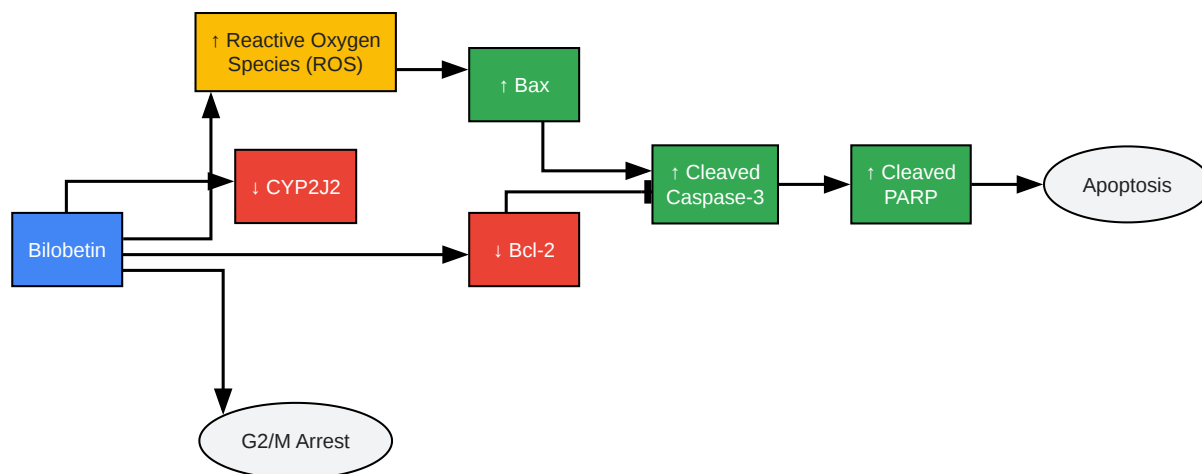 ↑ Reactive Oxygen
Species (ROS)
↑ Bax
↓ CYP2J2
↑ Cleaved
Caspase-3
↑ Cleaved
PARP
Apoptosis
Bilobetin
↓ Bcl-2
G2/M Arrest